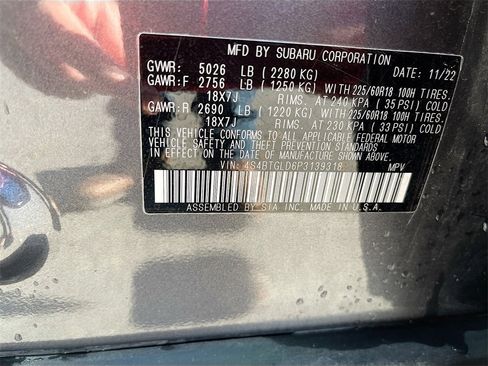 MFD BY SUBARU CORPORATION DATE: 11/22
GVWR: 5026 LB (2280 KG)
GAWR:F 2756 LB (1250 KG) WITH 225/60R18 100H TIRES.
18X7J RIMS. AT 240 KPA (35 PSI) COLD
GAWR:R 2690 LB (1220 KG) WITH 225/60R18 100H TIRES.
18X7J RIMS. AT 230 KPA (33 PSI) COLD
THIS VEHICLE CONFORMS TO ALL APPLICABLE FEDERAL MOTOR
VEHICLE SAFETY AND THEFT PREVENTION STANDARDS
IN EFFECT ON THE DATE OF MANUFACTURE SHOWN ABOVE.
VIN: 4S4BTGLD6P3139318 MPV
ASSEMBLED BY SIA INC. MADE IN U.S.A.